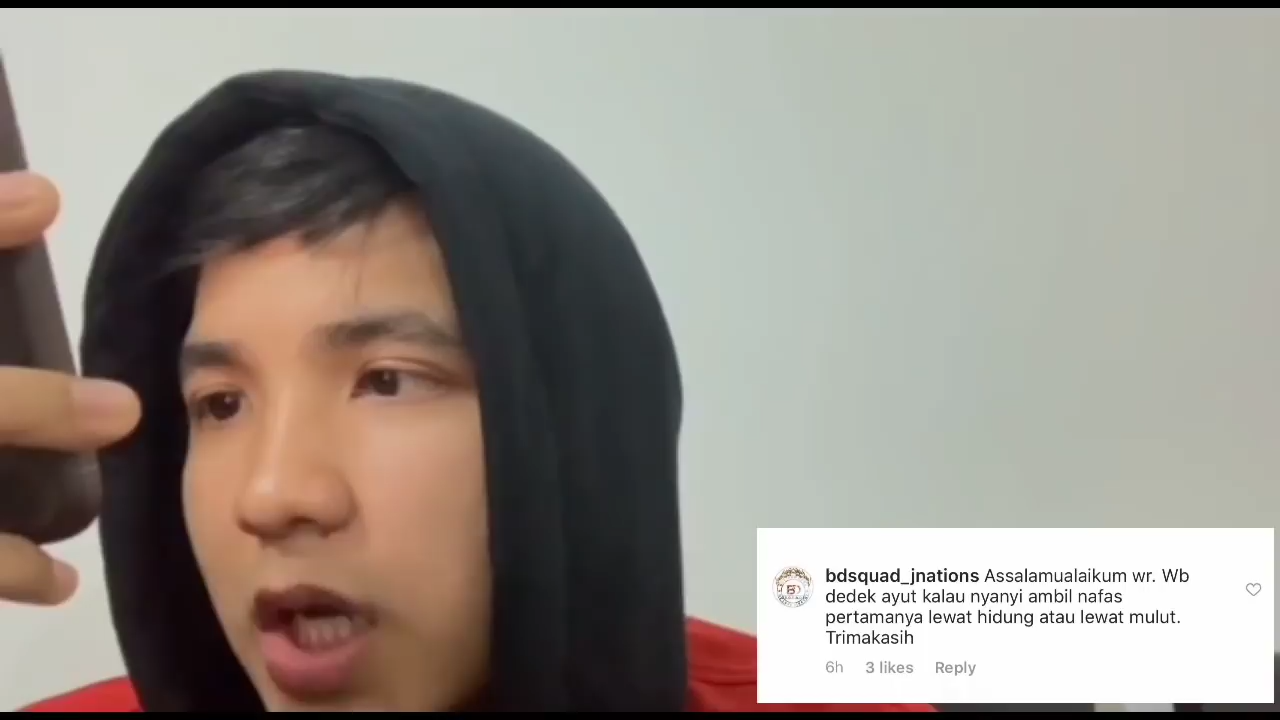 bdsquad_jnations Assalamualaikum wr. Wb
dedek ayut kalau nyanyi ambil nafas
pertamanya lewat hidung atau lewat mulut.
Trimakasih
6h 3 likes Reply